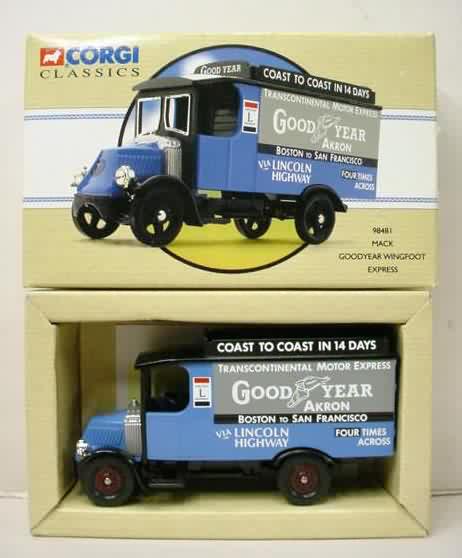 CORGI
CLASSICS
GOOD YEAR
COAST TO COAST IN 14 DAYS
TRANSCONTINENTAL MOTOR EXPRESS
GOOD YEAR
AKRON
BOSTON TO SAN FRANCISCO
VIA LINCOLN
HIGHWAY
FOUR TIMES
ACROSS
L
98481
MACK
GOODYEAR WINGFOOT
EXPRESS
COAST TO COAST IN 14 DAYS
TRANSCONTINENTAL MOTOR EXPRESS
GOOD YEAR
AKRON
BOSTON TO SAN FRANCISCO
VIA LINCOLN
HIGHWAY
FOUR TIMES
ACROSS
L